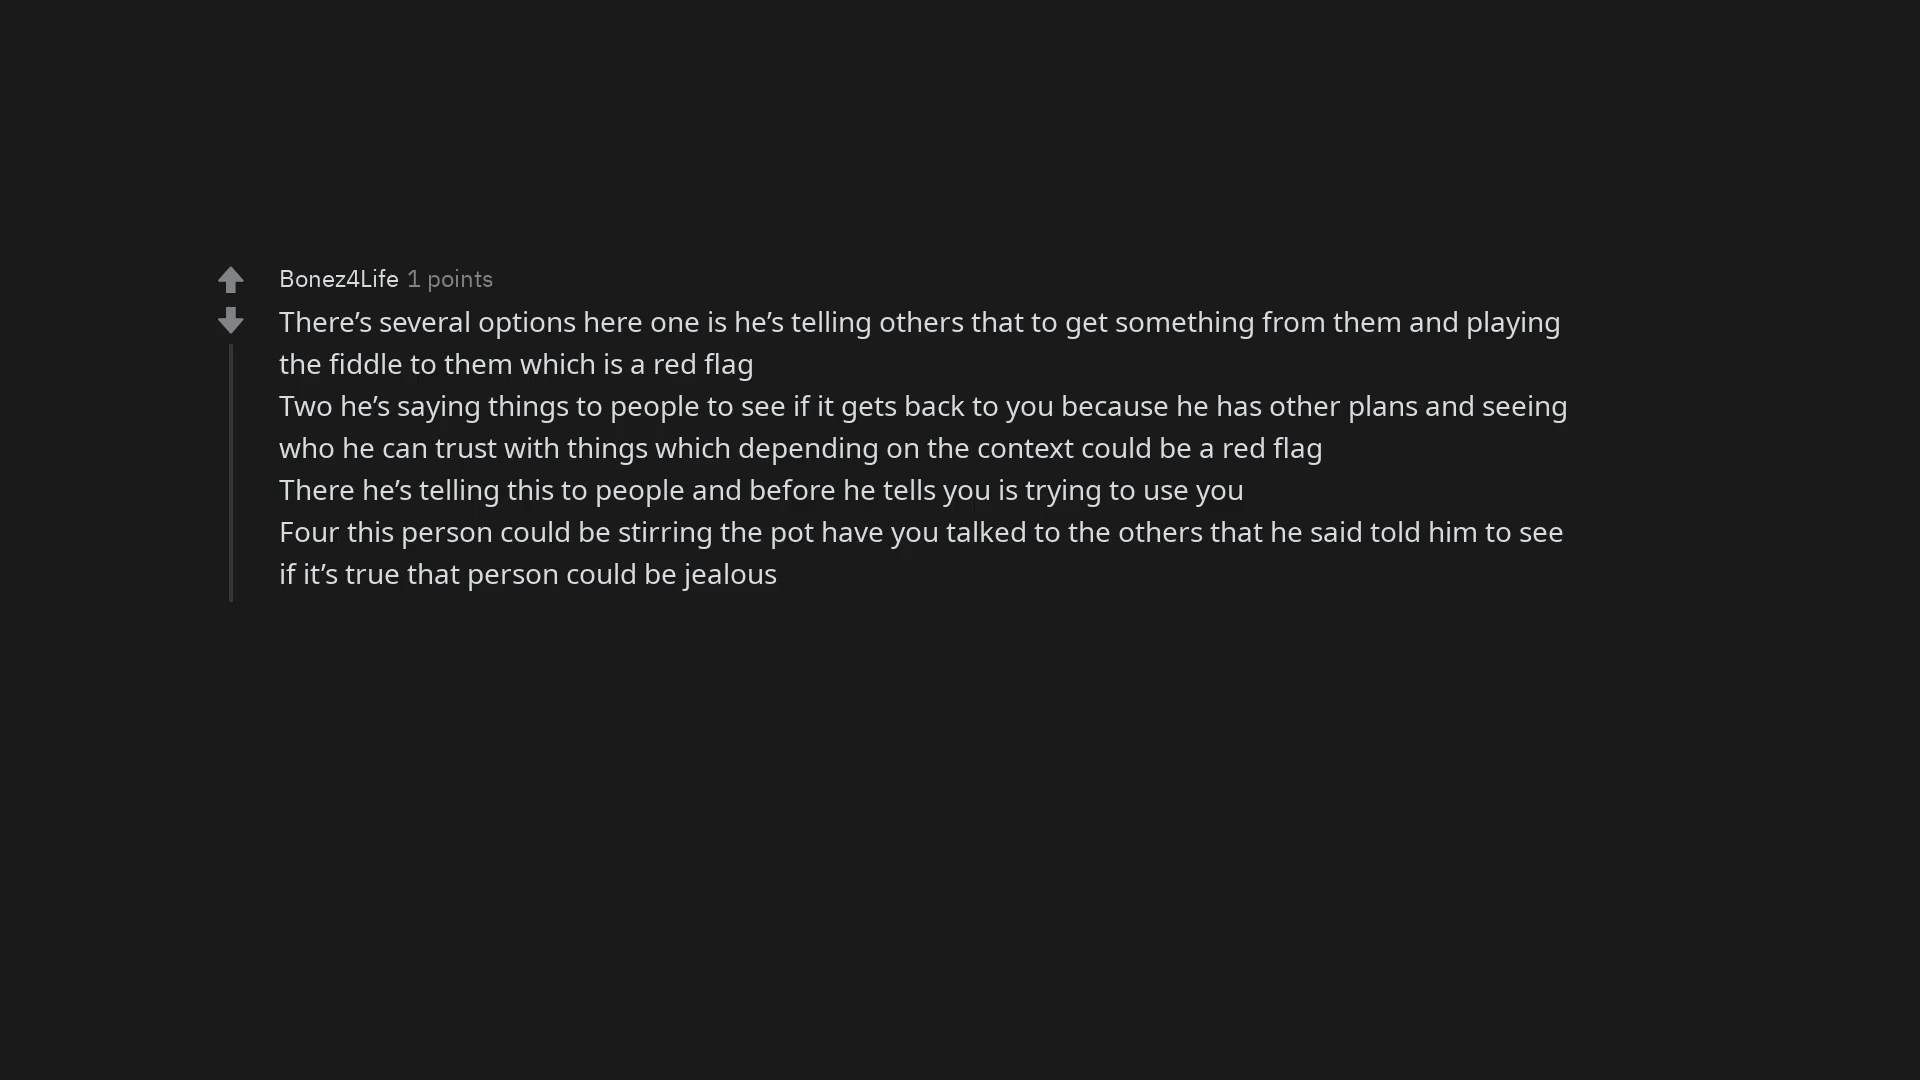 Bonez4Life 1 points
There’s several options here one is he’s telling others that to get something from them and playing
the fiddle to them which is a red flag
Two he’s saying things to people to see if it gets back to you because he has other plans and seeing
who he can trust with things which depending on the context could be a red flag
There he’s telling this to people and before he tells you is trying to use you
Four this person could be stirring the pot have you talked to the others that he said told him to see
if it’s true that person could be jealous